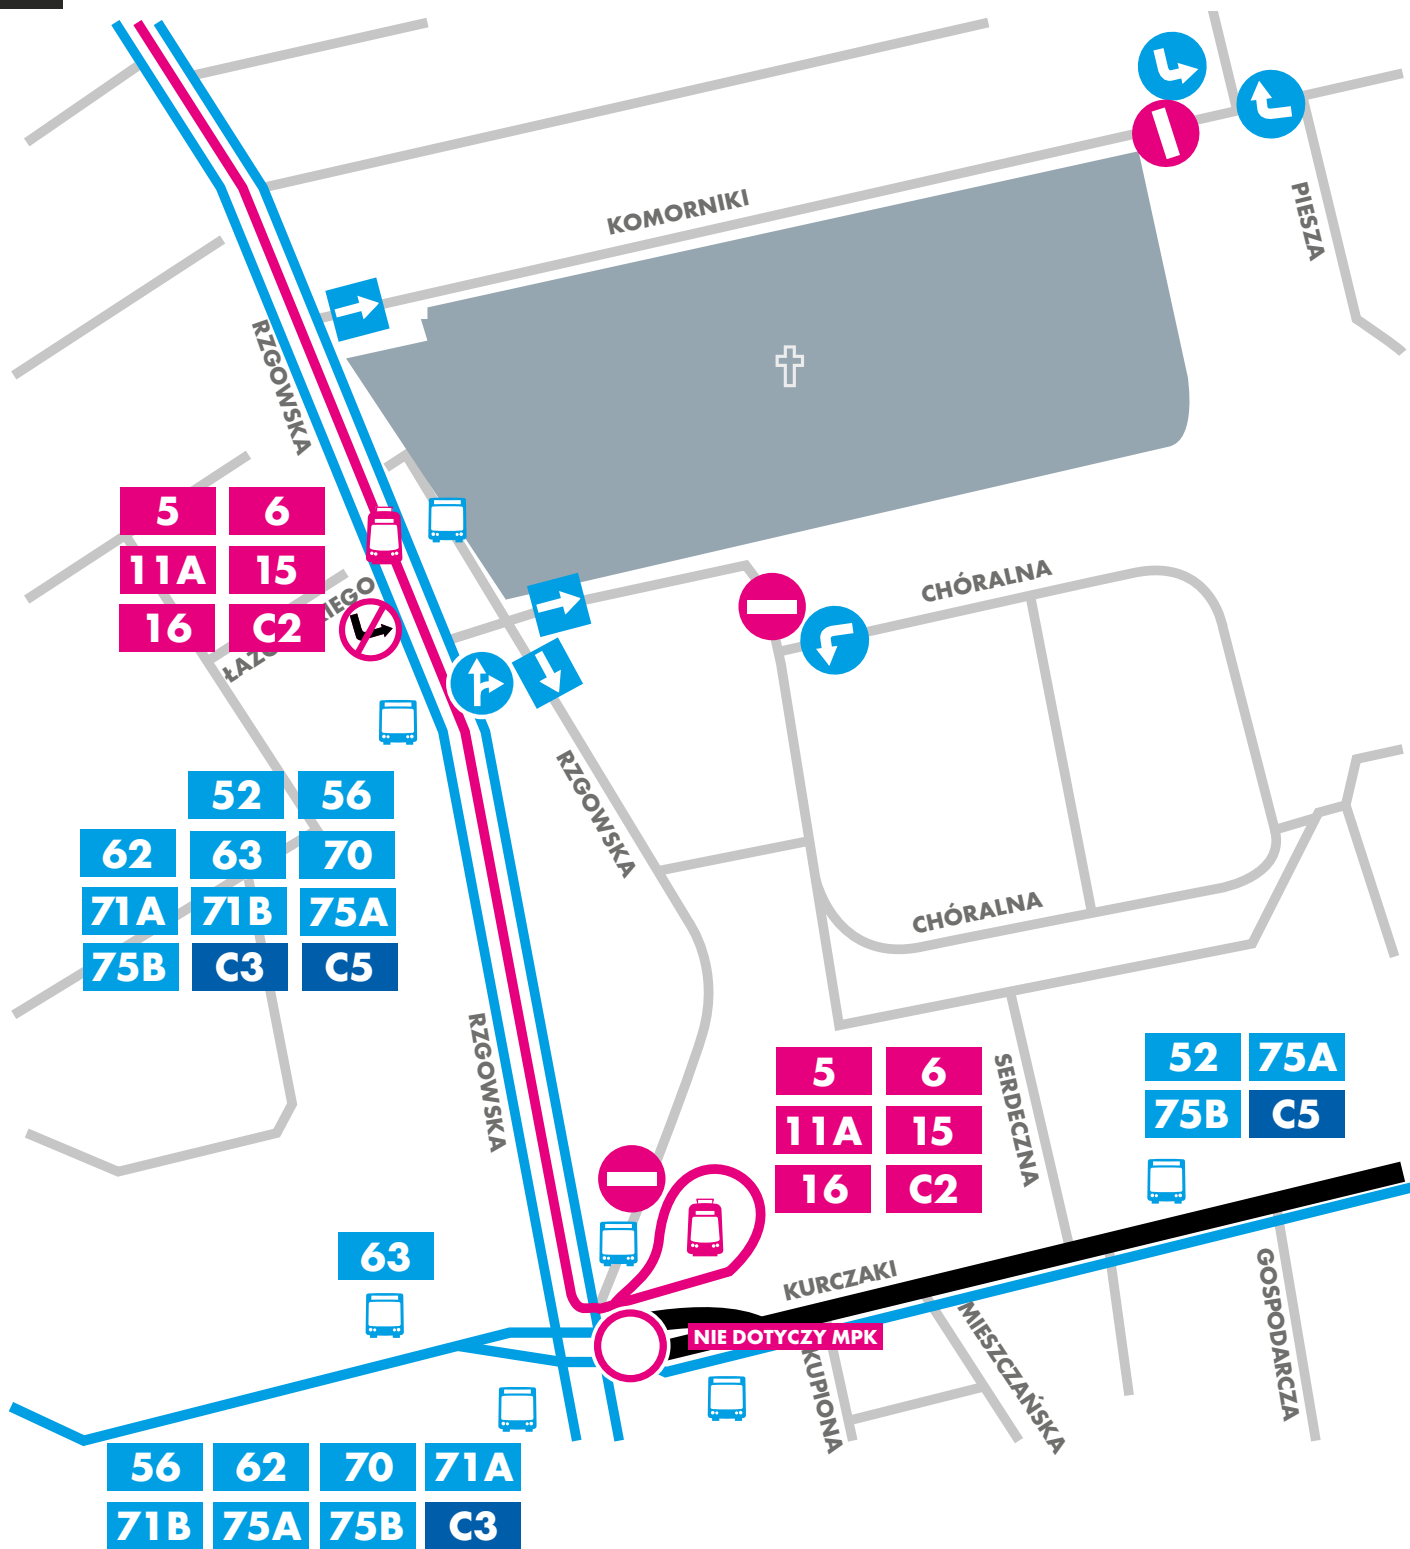 PIESZA
KOMORNIKI
RZGOWSKA
5 6
11A 15
16 C2
CHÓRALNA
RZGOWSKA
52 56
62 63 70
71A 71B 75A
75B C3 C5
CHÓRALNA
RZGOWSKA
5 6
11A 15
16 C2
SERDECZNA
52 75A
75B C5
63
KURCZAKI
NIE DOTYCZY MPK
KUPIONA
MIESZCZAŃSKA
GOSPODARCZA
56 62 70 71A
71B 75A 75B C3